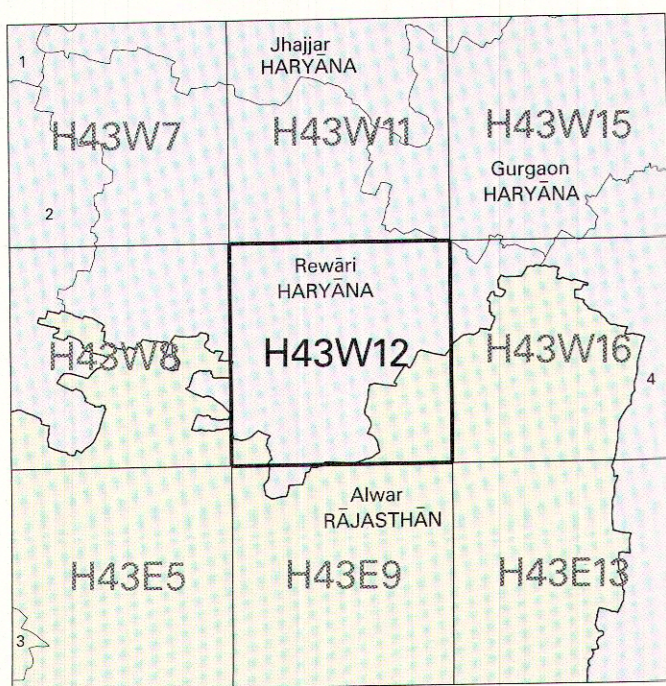 1
Jhajjar
HARYĀNA
H43W7
H43W11
H43W15
Gurgaon
HARYĀNA
2
Rewāri
HARYĀNA
H43W8
H43W12
H43W16
4
Alwar
RĀJASTHĀN
H43E5
H43E9
H43E13
3